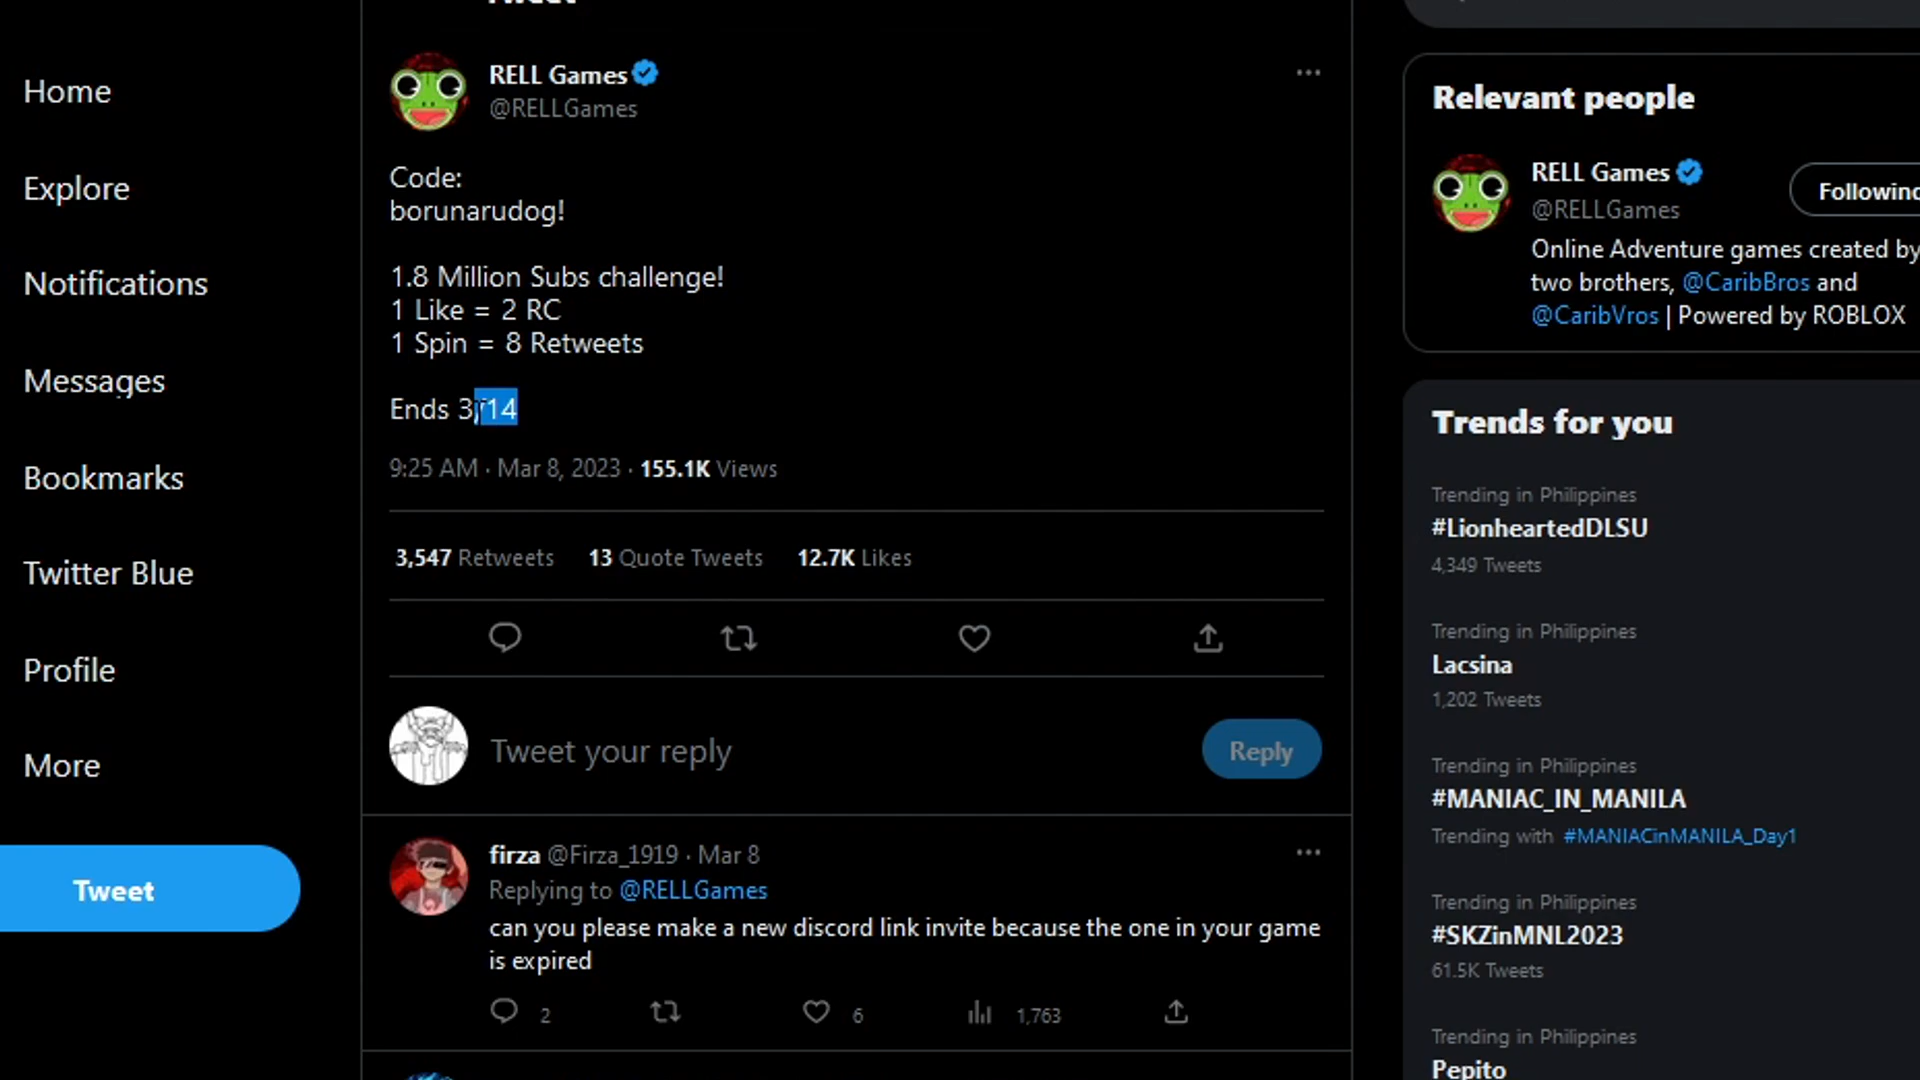 Home
Explore
Notifications
Messages
Bookmarks
Twitter Blue
Profile
More
Tweet
Tweet
RELL Games
@RELLGames
Code:
borunarudog!
1.8 Million Subs challenge!
1 Like = 2 RC
1 Spin = 8 Retweets
Ends 3/14
9:25 AM · Mar 8, 2023 · 155.1K Views
3,547 Retweets 13 Quote Tweets 12.7K Likes
Tweet your reply
Reply
firza @Firza_1919 · Mar 8
Replying to @RELLGames
can you please make a new discord link invite because the one in your game
is expired
2 6 1,763
Relevant people
RELL Games
@RELLGames
Following
Online Adventure games created by
two brothers, @CaribBros and
@CaribVros | Powered by ROBLOX
Trends for you
Trending in Philippines
#LionheartedDLSU
4,349 Tweets
Trending in Philippines
Lacsina
1,202 Tweets
Trending in Philippines
#MANIAC_IN_MANILA
Trending with #MANIACinMANILA_Day1
Trending in Philippines
#SKZinMNL2023
61.5K Tweets
Trending in Philippines
Pepito